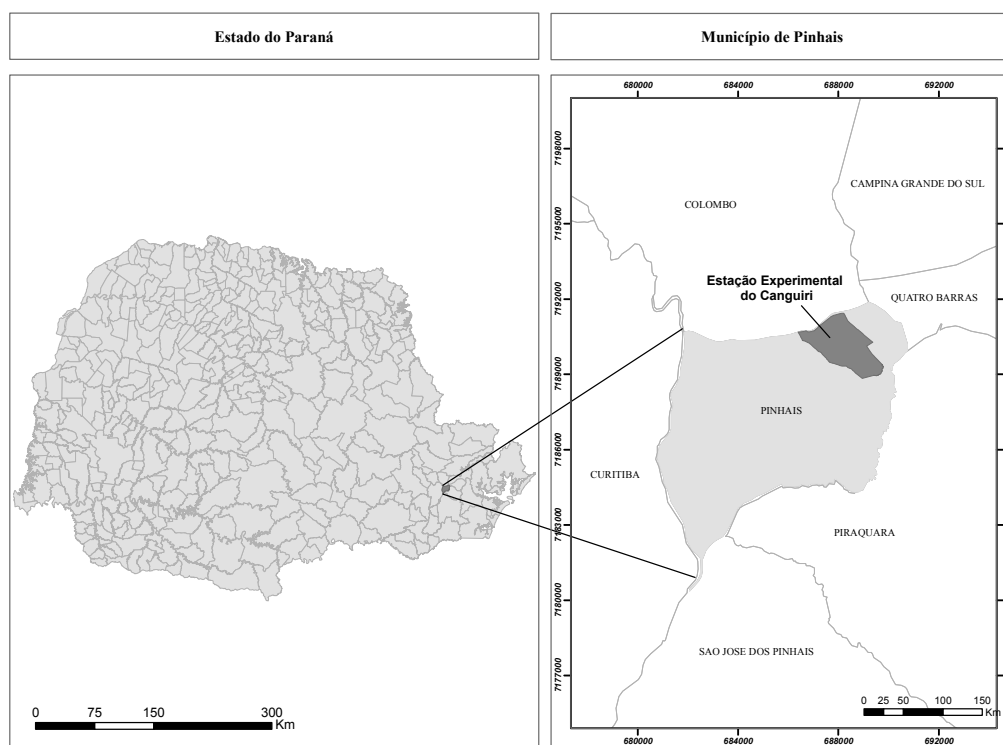 Estado do Paraná
Município de Pinhais
680000 684000 688000 692000
7198000
7195000
7192000
7189000
7186000
7183000
7180000
7177000
CAMPINA GRANDE DO SUL
COLOMBO
Estação Experimental
do Canguiri
QUATRO BARRAS
PINHAIS
CURITIBA
PIRAQUARA
SAO JOSE DOS PINHAIS
0 75 150 300
Km
0 25 50 100 150
Km
680000 684000 688000 692000